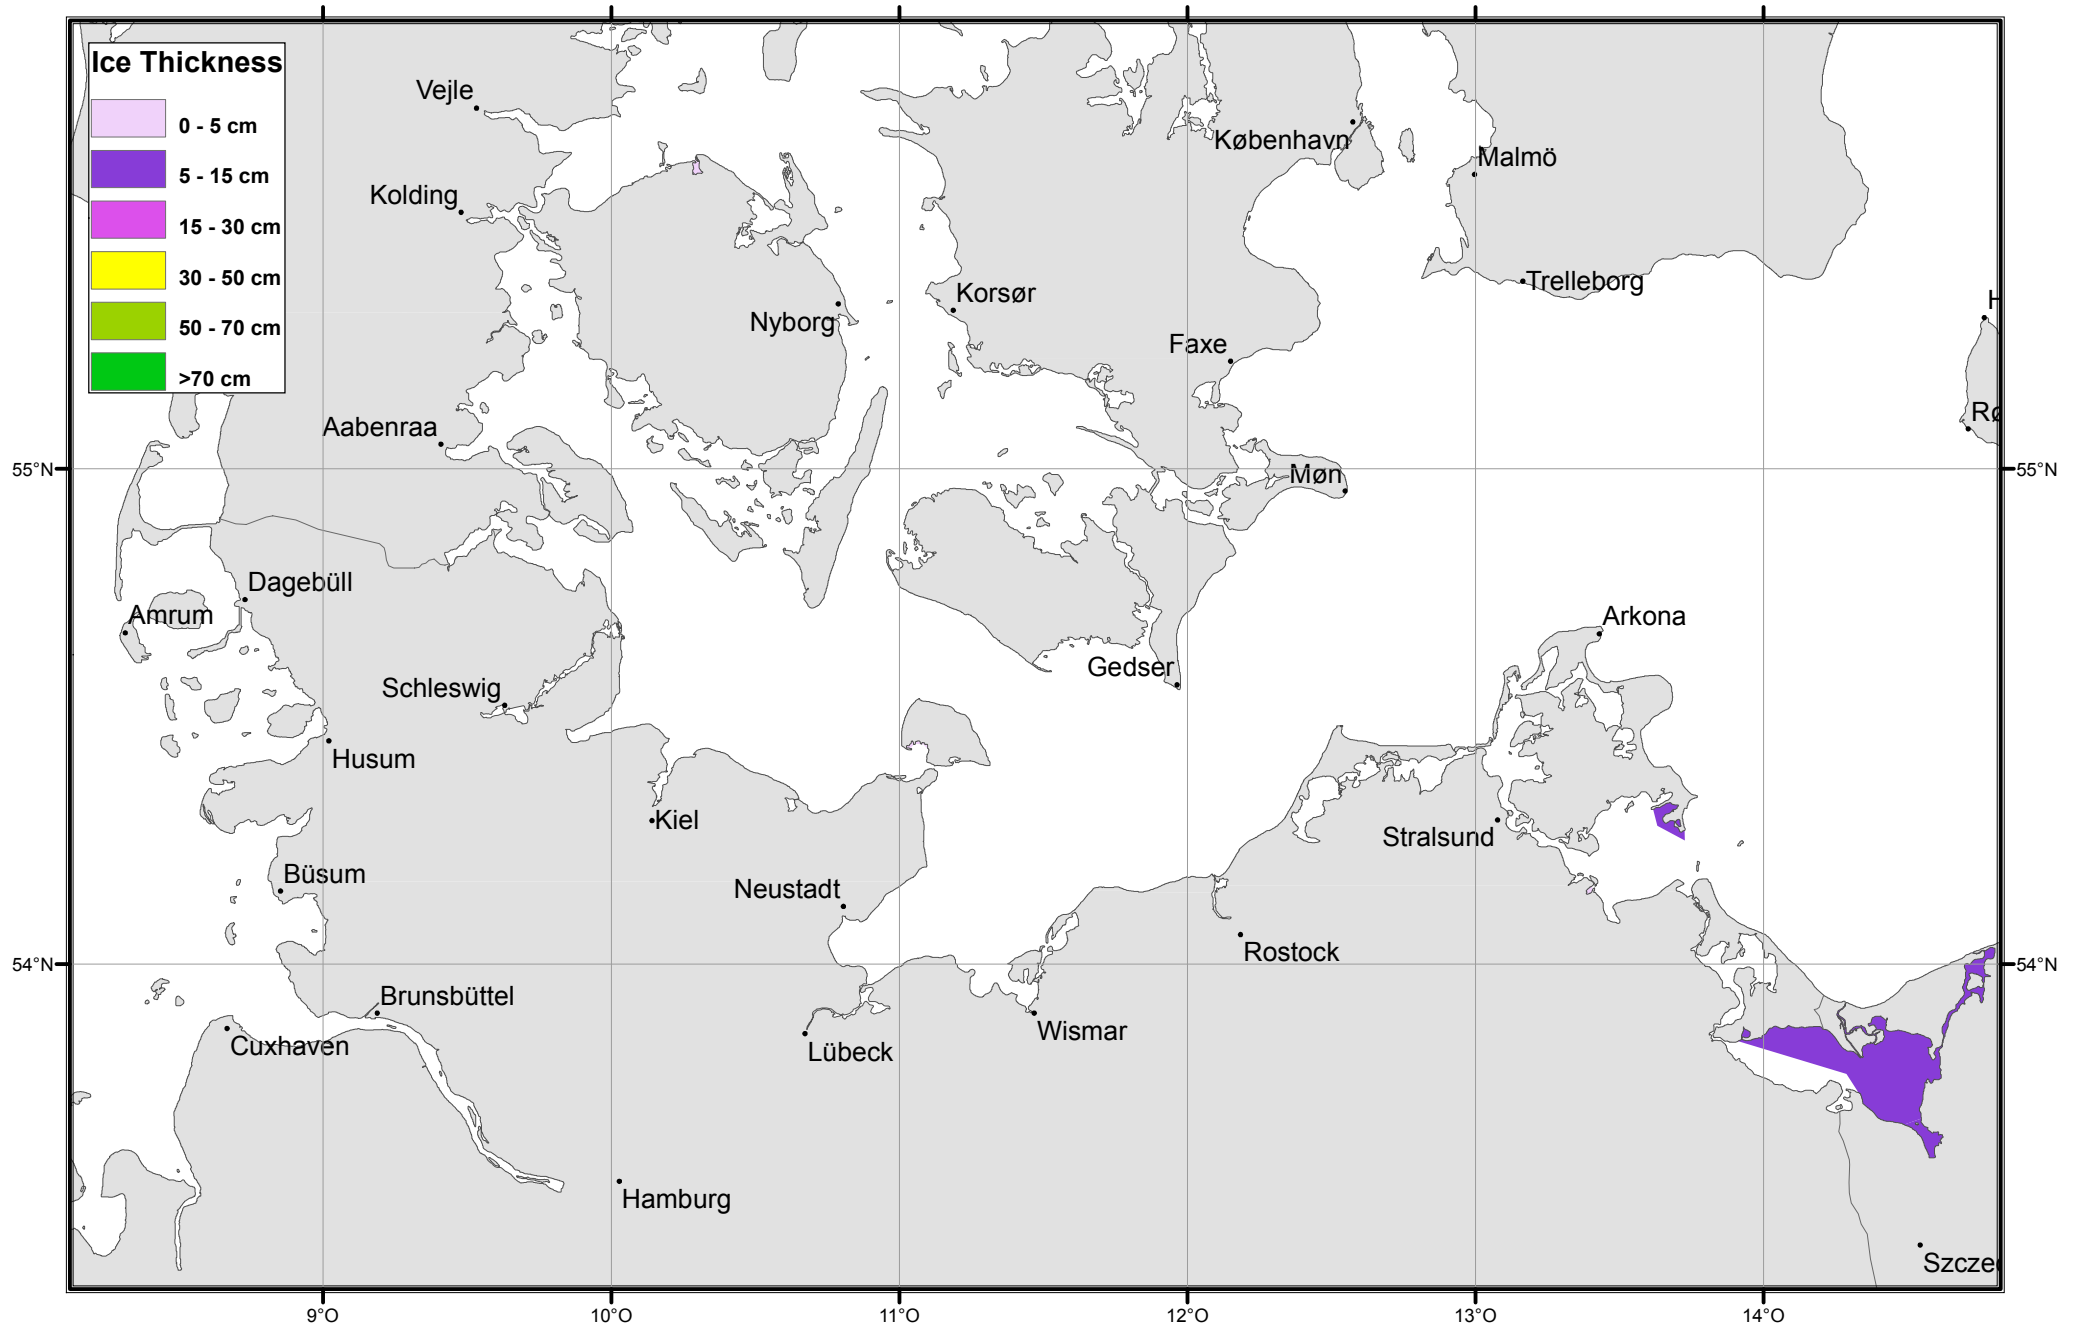 Ice Thickness
0 - 5 cm
5 - 15 cm
15 - 30 cm
30 - 50 cm
50 - 70 cm
>70 cm
Vejle
København
Malmö
Kolding
Trelleborg
Korsør
H
Nyborg
Faxe
Rø
Aabenraa
55°N
Møn
55°N
Dagebüll
Amrum
Arkona
Gedser
Schleswig
Husum
Kiel
Stralsund
Büsum
Neustadt
Rostock
54°N
54°N
Brunsbüttel
Wismar
Cuxhaven
Lübeck
Hamburg
Szcze
9°O
10°O
11°O
12°O
13°O
14°O